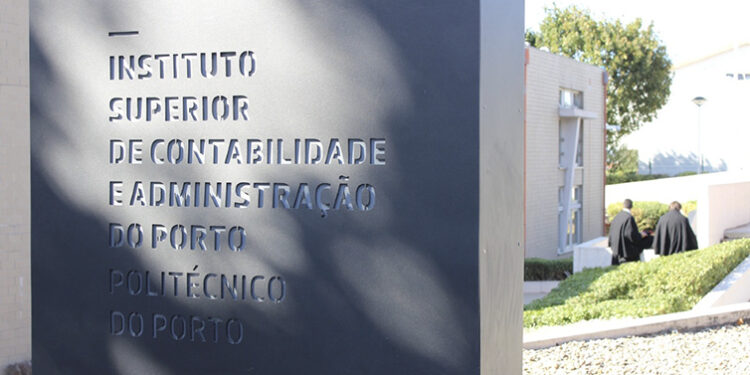 INSTITUTO
SUPERIOR
DE CONTABILIDADE
E ADMINISTRAÇÃO
DO PORTO
POLITÉCNICO
DO PORTO